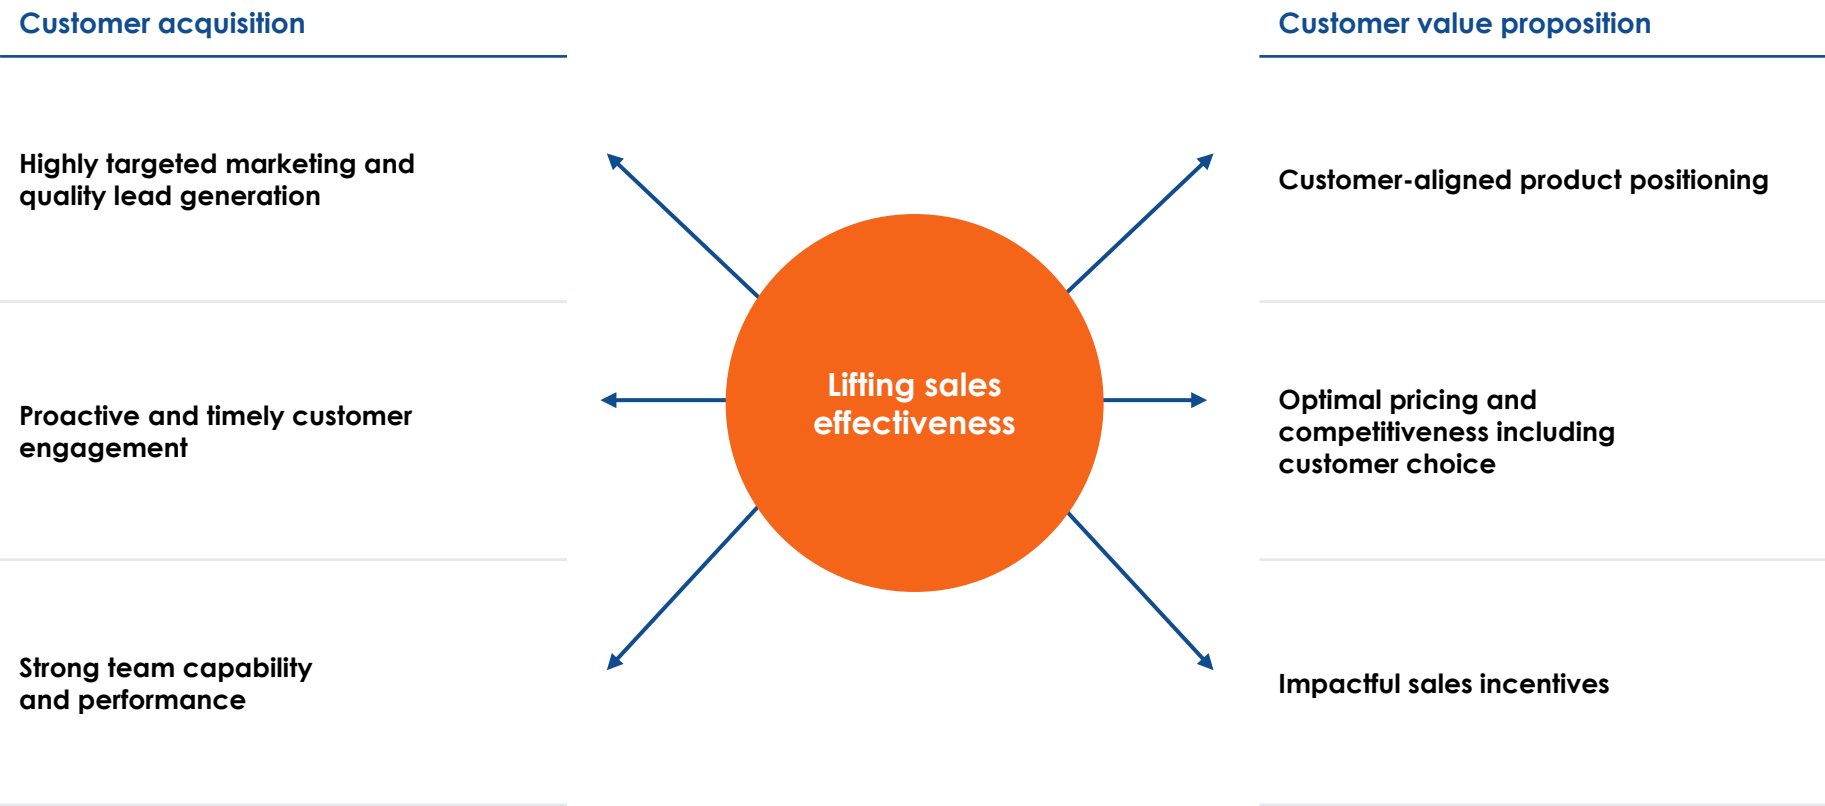 Customer acquisition
Highly targeted marketing and
quality lead generation
Proactive and timely customer
engagement
Strong team capability
and performance
Lifting sales
effectiveness
Customer value proposition
Customer-aligned product positioning
Optimal pricing and
competitiveness including
customer choice
Impactful sales incentives